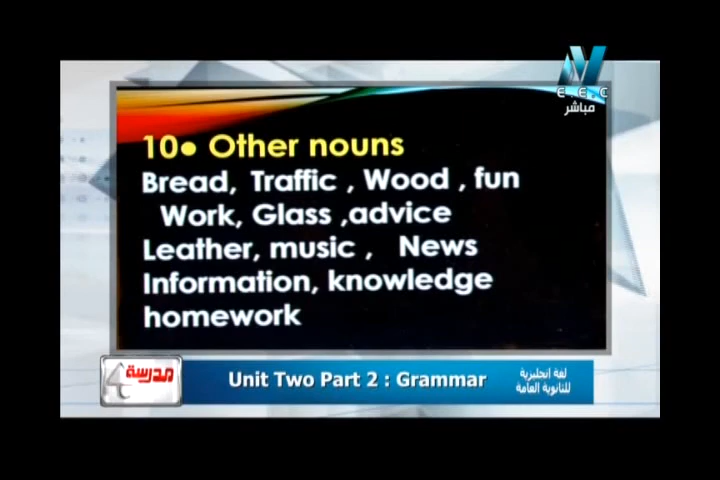 E.E.C
مباشر
10● Other nouns
Bread, Traffic , Wood , fun
Work, Glass ,advice
Leather, music , News
Information, knowledge
homework
مدرسة
Unit Two Part 2 : Grammar
لغة إنجليزية
للثانوية العامة